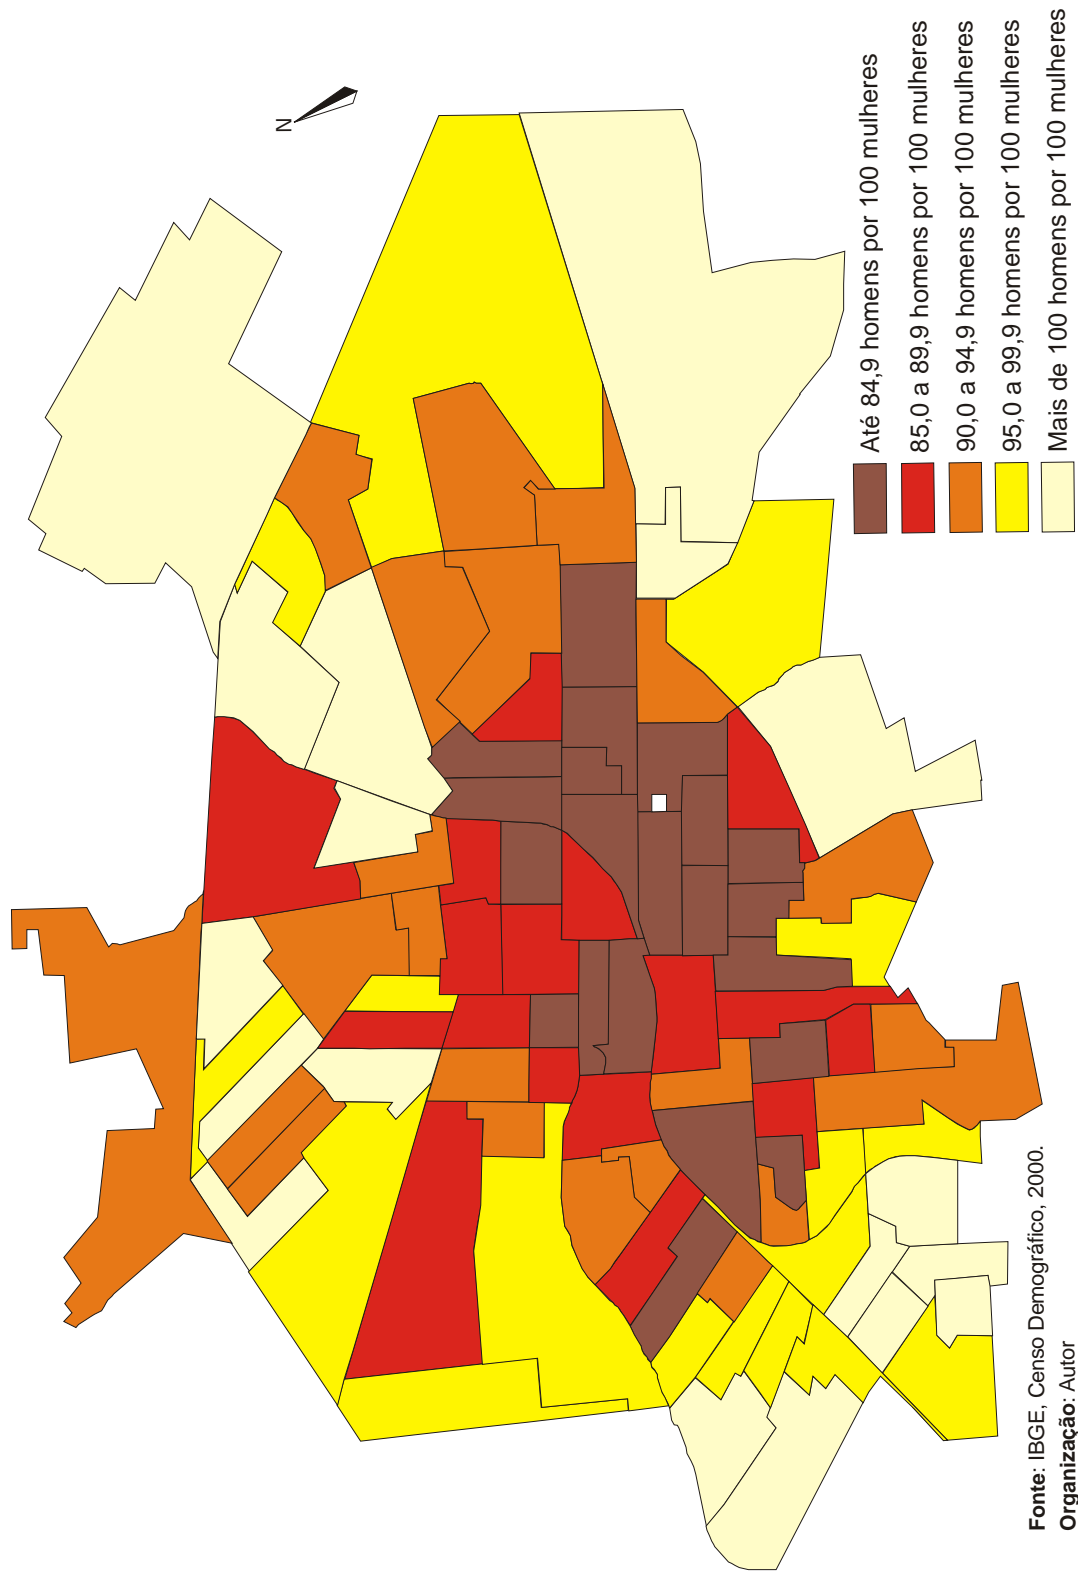 N
Até 84,9 homens por 100 mulheres
85,0 a 89,9 homens por 100 mulheres
90,0 a 94,9 homens por 100 mulheres
95,0 a 99,9 homens por 100 mulheres
Mais de 100 homens por 100 mulheres
Fonte: IBGE, Censo Demográfico, 2000.
Organização: Autor